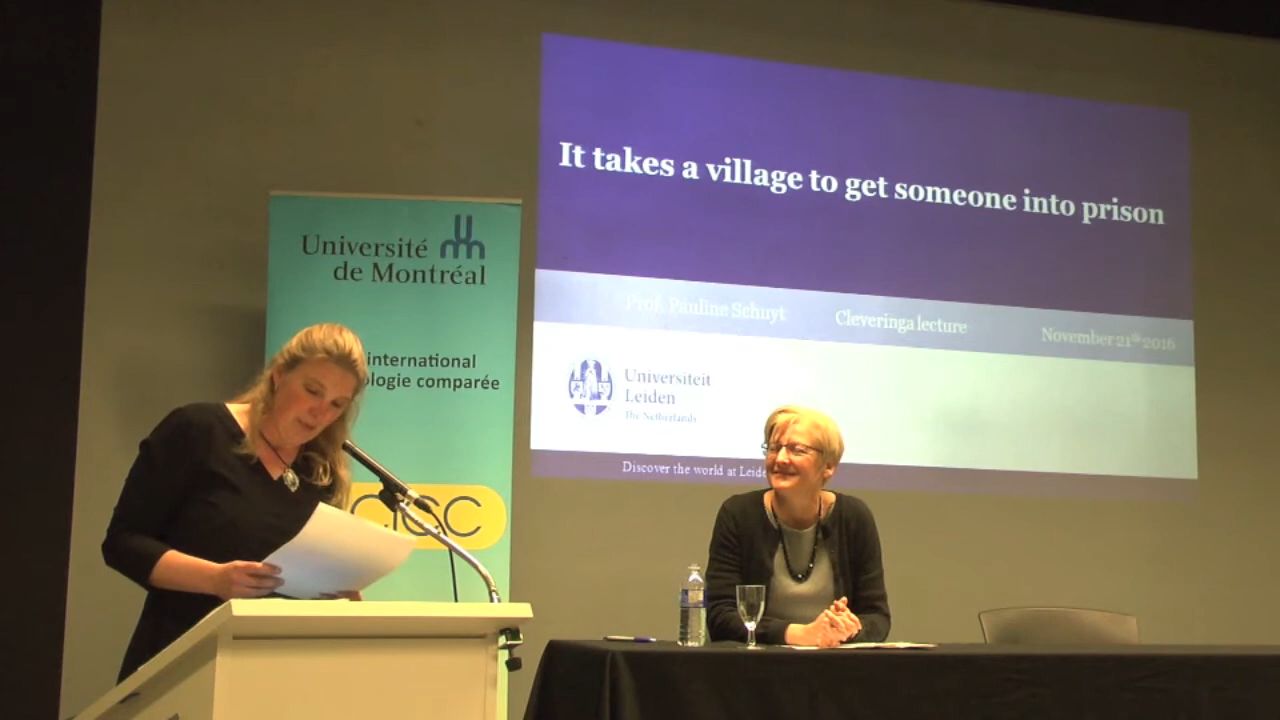 Université
de Montréal
international
ologie comparée
CICC
It takes a village to get someone into prison
Prof. Pauline Schuyt Cleveringa lecture November 21th 2016
Universiteit
Leiden
The Netherlands
Discover the world at Leide